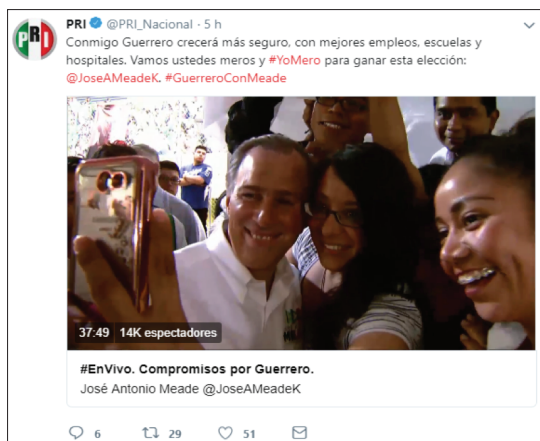 PRI
PRI @PRI_Nacional · 5 h
Conmigo Guerrero crecerá más seguro, con mejores empleos, escuelas y
hospitales. Vamos ustedes meros y #YoMero para ganar esta elección:
@JoseAMeadeK. #GuerreroConMeade
37:49 14K espectadores
#EnVivo. Compromisos por Guerrero.
José Antonio Meade @JoseAMeadeK
6 29 51